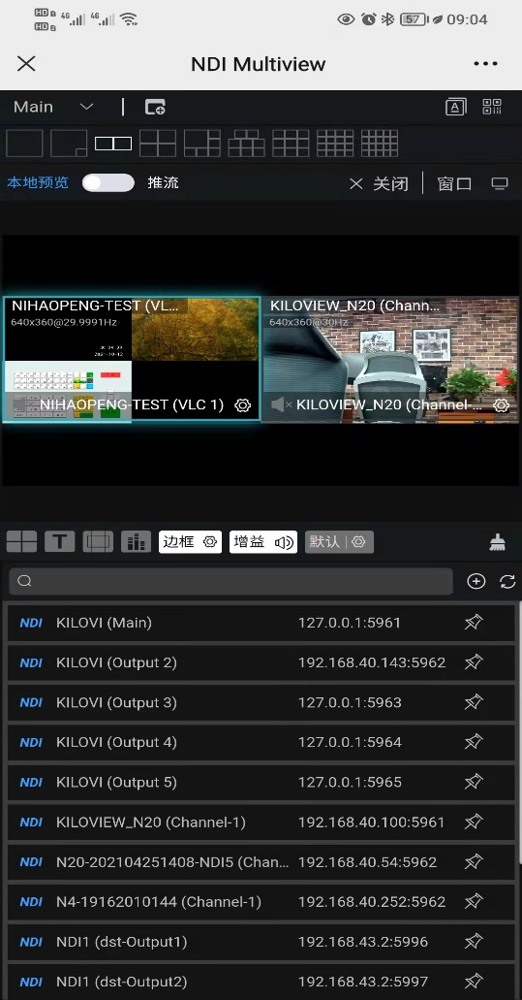 HD 1 4G 4G 57 09:04
HD 2
NDI Multiview
Main A
本地预览 推流 关闭 窗口
NIHAOPENG-TEST (VL... KILOVIEW_N20 (Chann...
640x360@29.9991Hz 640x360@30Hz
NIHAOPENG-TEST (VLC 1) KILOVIEW_N20 (Channel-...
T 边框 增益 默认
NDI KILOVI (Main) 127.0.0.1:5961
NDI KILOVI (Output 2) 192.168.40.143:5962
NDI KILOVI (Output 3) 127.0.0.1:5963
NDI KILOVI (Output 4) 127.0.0.1:5964
NDI KILOVI (Output 5) 127.0.0.1:5965
NDI KILOVIEW_N20 (Channel-1) 192.168.40.100:5961
NDI N20-202104251408-NDI5 (Chan... 192.168.40.54:5962
NDI N4-19162010144 (Channel-1) 192.168.40.252:5962
NDI NDI1 (dst-Output1) 192.168.43.2:5996
NDI NDI1 (dst-Output2) 192.168.43.2:5997